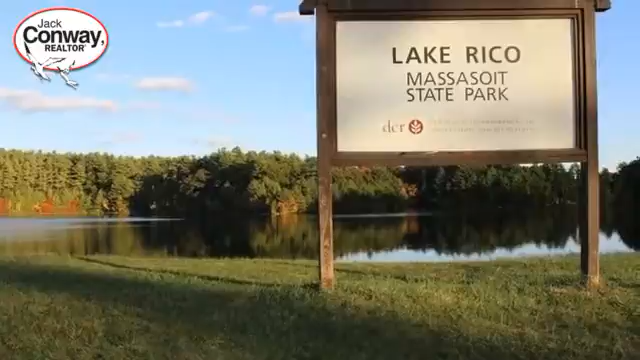 Jack
Conway,
REALTOR®
LAKE RICO
MASSASOIT
STATE PARK
dcr